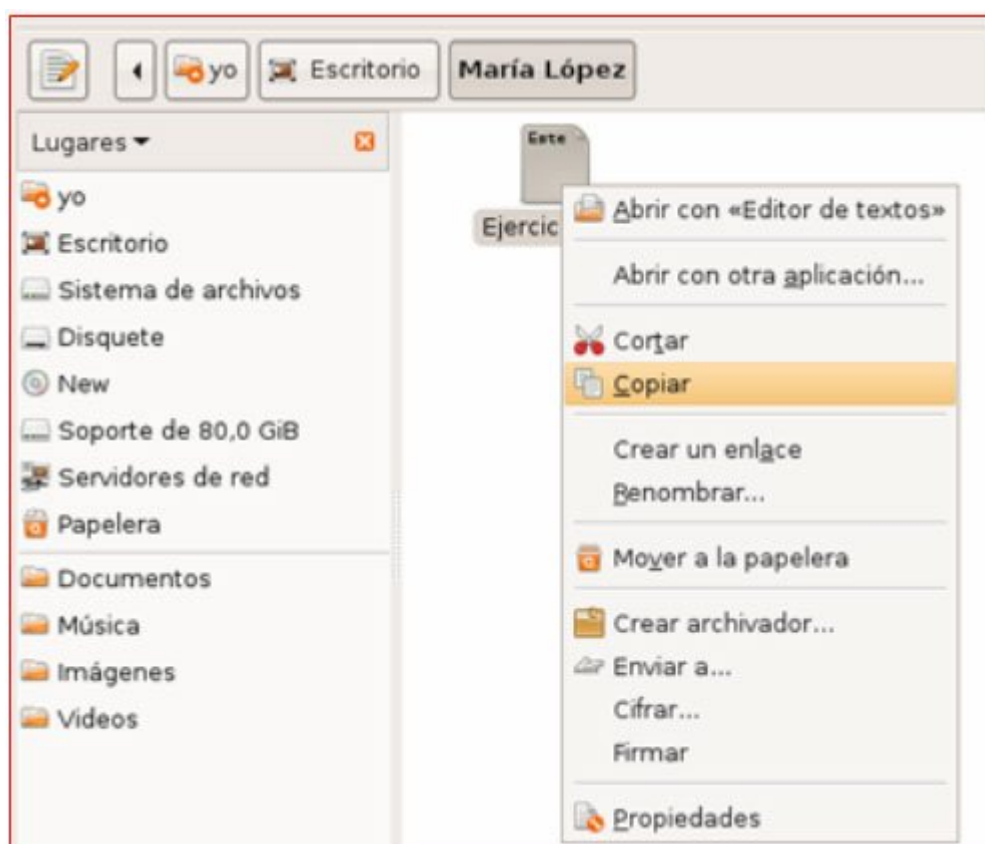 yo Escritorio María López
Lugares
yo
Escritorio
Sistema de archivos
Disquete
New
Soporte de 80,0 GiB
Servidores de red
Papelera
Documentos
Música
Imágenes
Videos
Este
Ejercic
Abrir con «Editor de textos»
Abrir con otra aplicación...
Cortar
Copiar
Crear un enlace
Renombrar...
Mover a la papelera
Crear archivador...
Enviar a...
Cifrar...
Firmar
Propiedades